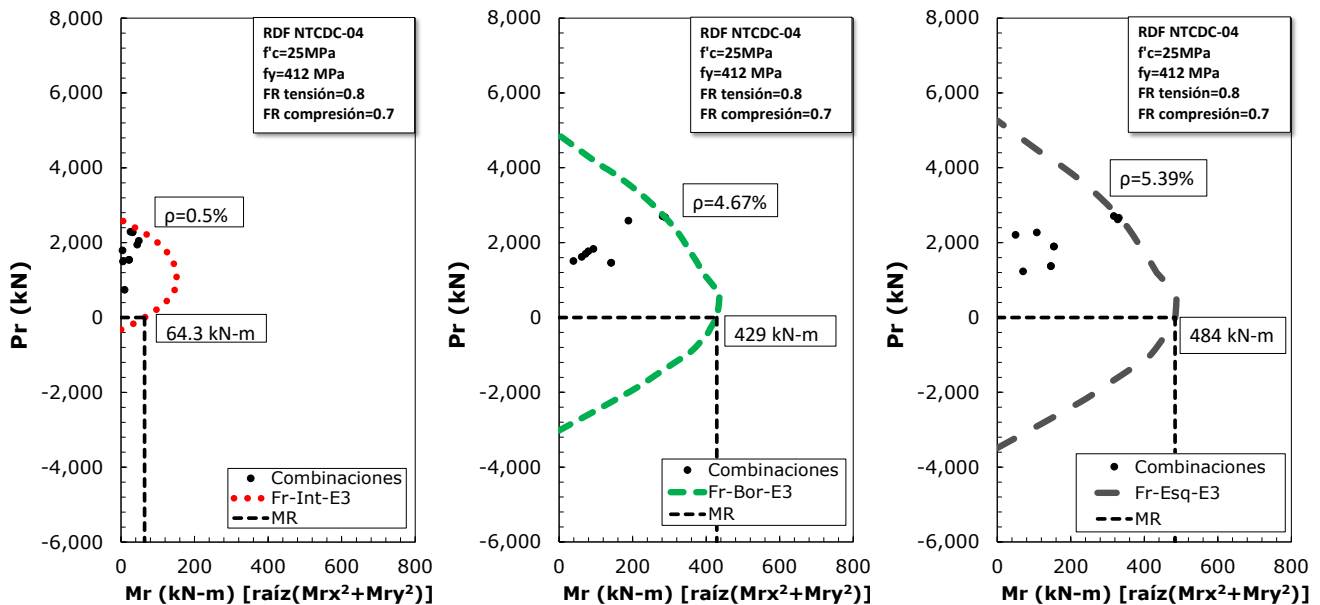 Pr (kN)
8,000
6,000
4,000
2,000
0
-2,000
-4,000
-6,000
RDF NTCDC-04
f'c=25MPa
fy=412 MPa
FR tensión=0.8
FR compresión=0.7
ρ=0.5%
64.3 kN-m
Combinaciones
Fr-Int-E3
MR
0 200 400 600 800
Mr (kN-m) [raíz(Mrx²+Mry²)]
Pr (kN)
8,000
6,000
4,000
2,000
0
-2,000
-4,000
-6,000
RDF NTCDC-04
f'c=25MPa
fy=412 MPa
FR tensión=0.8
FR compresión=0.7
ρ=4.67%
429 kN-m
Combinaciones
Fr-Bor-E3
MR
0 200 400 600 800
Mr (kN-m) [raíz(Mrx²+Mry²)]
Pr (kN)
8,000
6,000
4,000
2,000
0
-2,000
-4,000
-6,000
RDF NTCDC-04
f'c=25MPa
fy=412 MPa
FR tensión=0.8
FR compresión=0.7
ρ=5.39%
484 kN-m
Combinaciones
Fr-Esq-E3
MR
0 200 400 600 800
Mr (kN-m) [raíz(Mrx²+Mry²)]